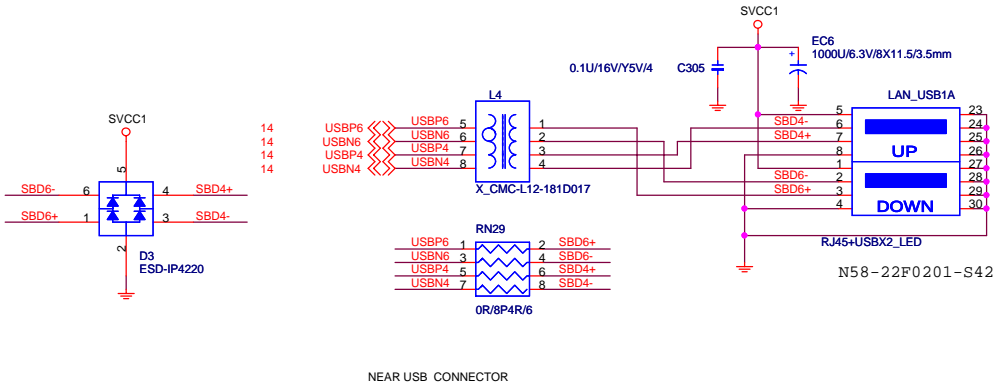 SVCC1
EC6
1000U/6.3V/8X11.5/3.5mm
+
0.1U/16V/Y5V/4
C305
LAN_USB1A
L4
SVCC1
14 USBP6 USBP6 5 1
14 USBN6 USBN6 6 2
14 USBP4 USBP4 7 3
14 USBN4 USBN4 8 4
X_CMC-L12-181D017
5 23
SBD4- 6 24
SBD4+ 7 25
8 UP 26
1 27
SBD6- 2 28
SBD6+ 3 29
4 DOWN 30
RJ45+USBX2_LED
N58-22F0201-S42
5
SBD6- 6 4 SBD4+
SBD6+ 1 3 SBD4-
2
D3
ESD-IP4220
RN29
USBP6 1 2 SBD6+
USBN6 3 4 SBD6-
USBP4 5 6 SBD4+
USBN4 7 8 SBD4-
0R/8P4R/6
NEAR USB CONNECTOR